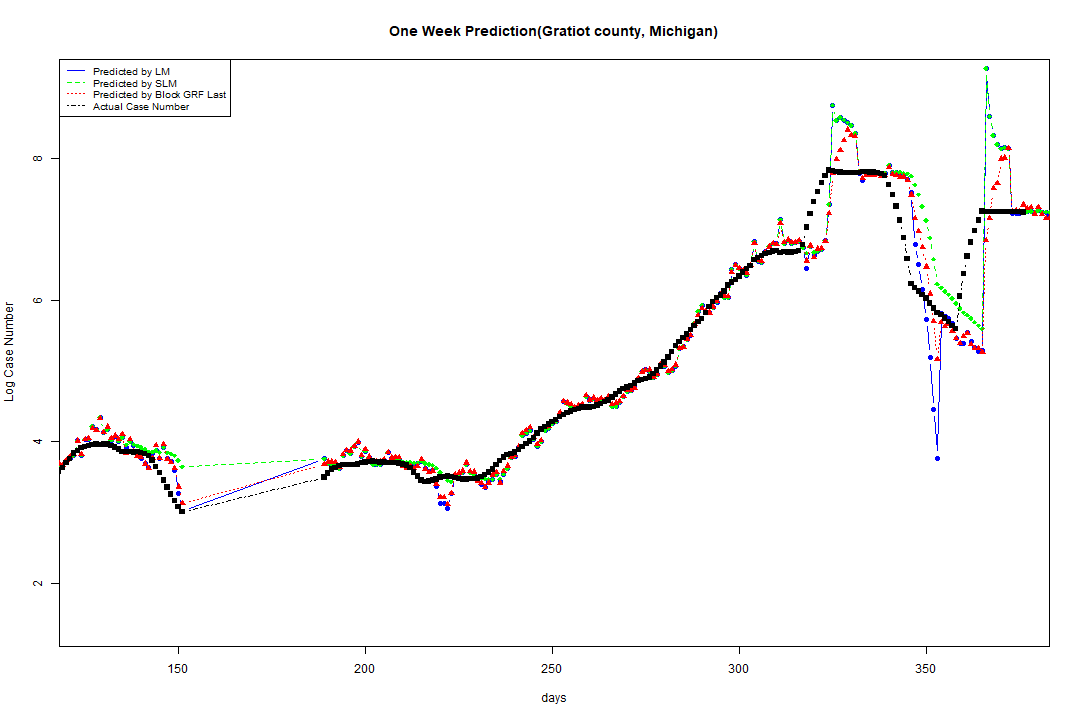 One Week Prediction(Gratiot county, Michigan)
Predicted by LM
Predicted by SLM
Predicted by Block GRF Last
Actual Case Number
8
6
4
2
Log Case Number
150 200 250 300 350
days